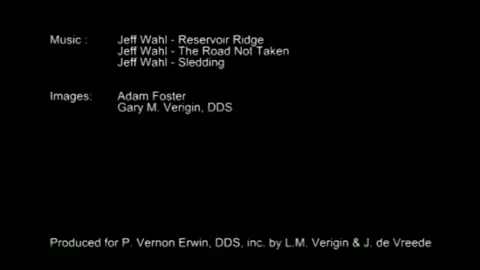 Music : Jeff Wahl - Reservoir Ridge
Jeff Wahl - The Road Not Taken
Jeff Wahl - Sledding
Images: Adam Foster
Gary M. Verigin, DDS
Produced for P. Vernon Erwin, DDS, inc. by L.M. Verigin & J. de Vreede